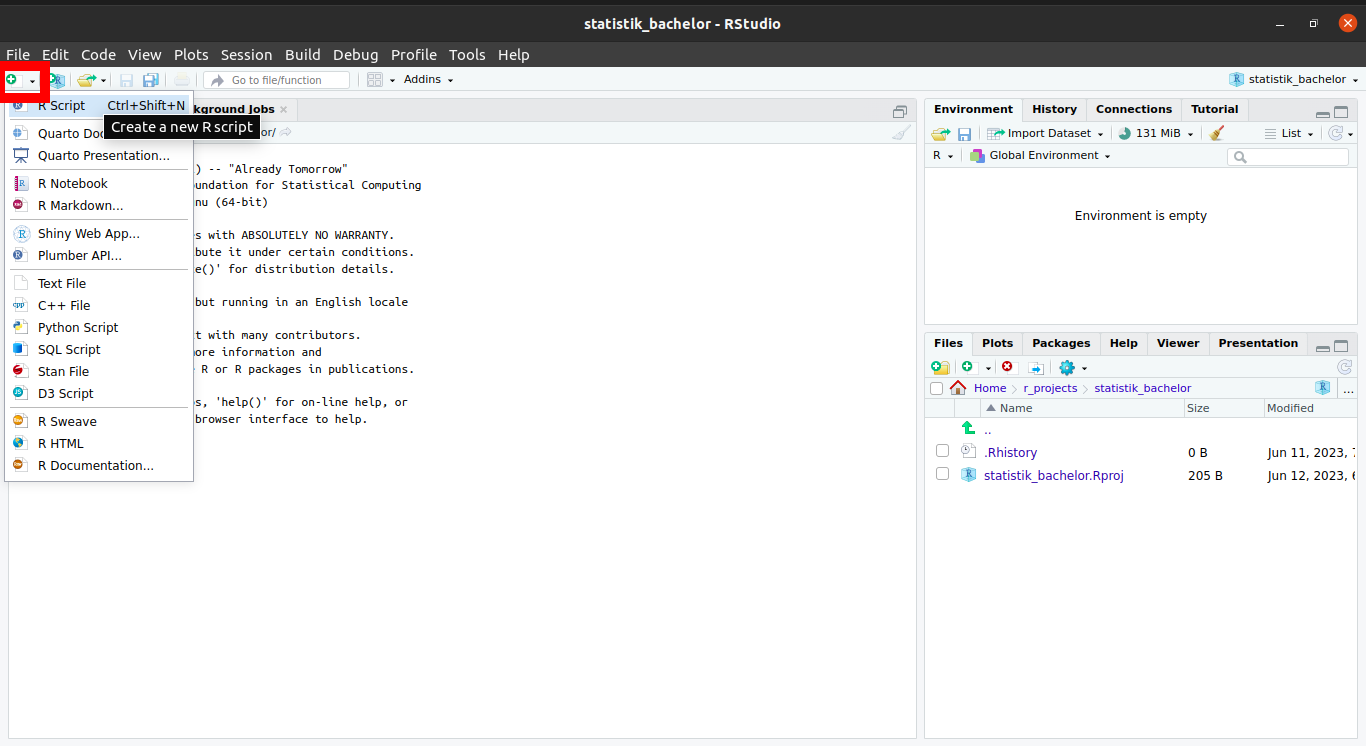 statistik_bachelor - RStudio
File Edit Code View Plots Session Build Debug Profile Tools Help
Go to file/function Addins statistik_bachelor
R Script Ctrl+Shift+N
Create a new R script
Quarto Doc
Quarto Presentation...
R Notebook
R Markdown...
Shiny Web App...
Plumber API...
Text File
C++ File
Python Script
SQL Script
Stan File
D3 Script
R Sweave
R HTML
R Documentation...
kground Jobs
or/
) -- "Already Tomorrow"
undation for Statistical Computing
nu (64-bit)
s with ABSOLUTELY NO WARRANTY.
bute it under certain conditions.
e()' for distribution details.
but running in an English locale
t with many contributors.
ore information and
R or R packages in publications.
s, 'help()' for on-line help, or
browser interface to help.
Environment History Connections Tutorial
Import Dataset 131 MiB List
R Global Environment
Environment is empty
Files Plots Packages Help Viewer Presentation
Home r_projects statistik_bachelor ...
Name Size Modified
..
.Rhistory 0 B Jun 11, 2023,
statistik_bachelor.Rproj 205 B Jun 12, 2023,